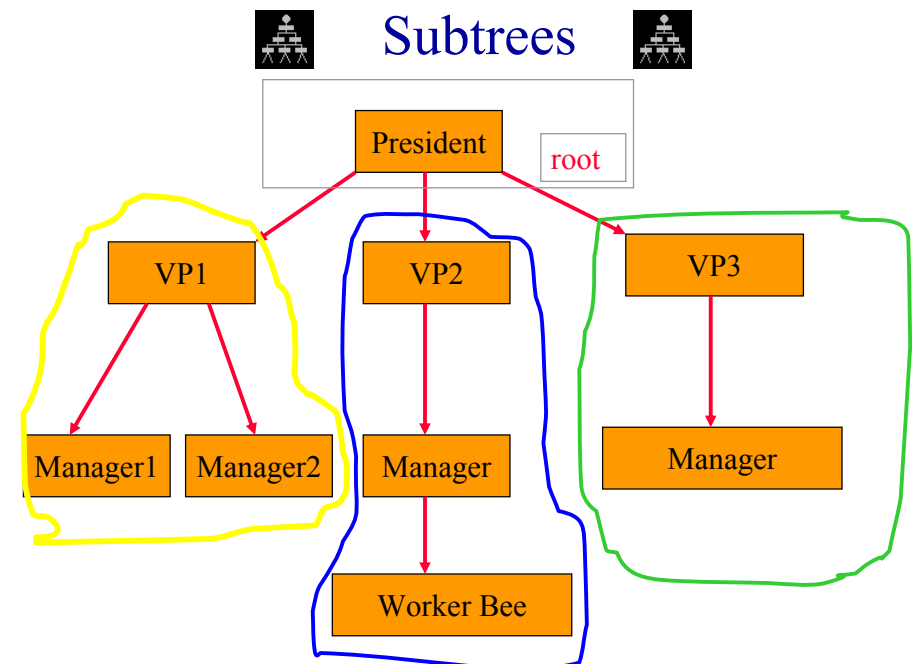 Subtrees
President
root
VP1
VP2
VP3
Manager1
Manager2
Manager
Manager
Worker Bee